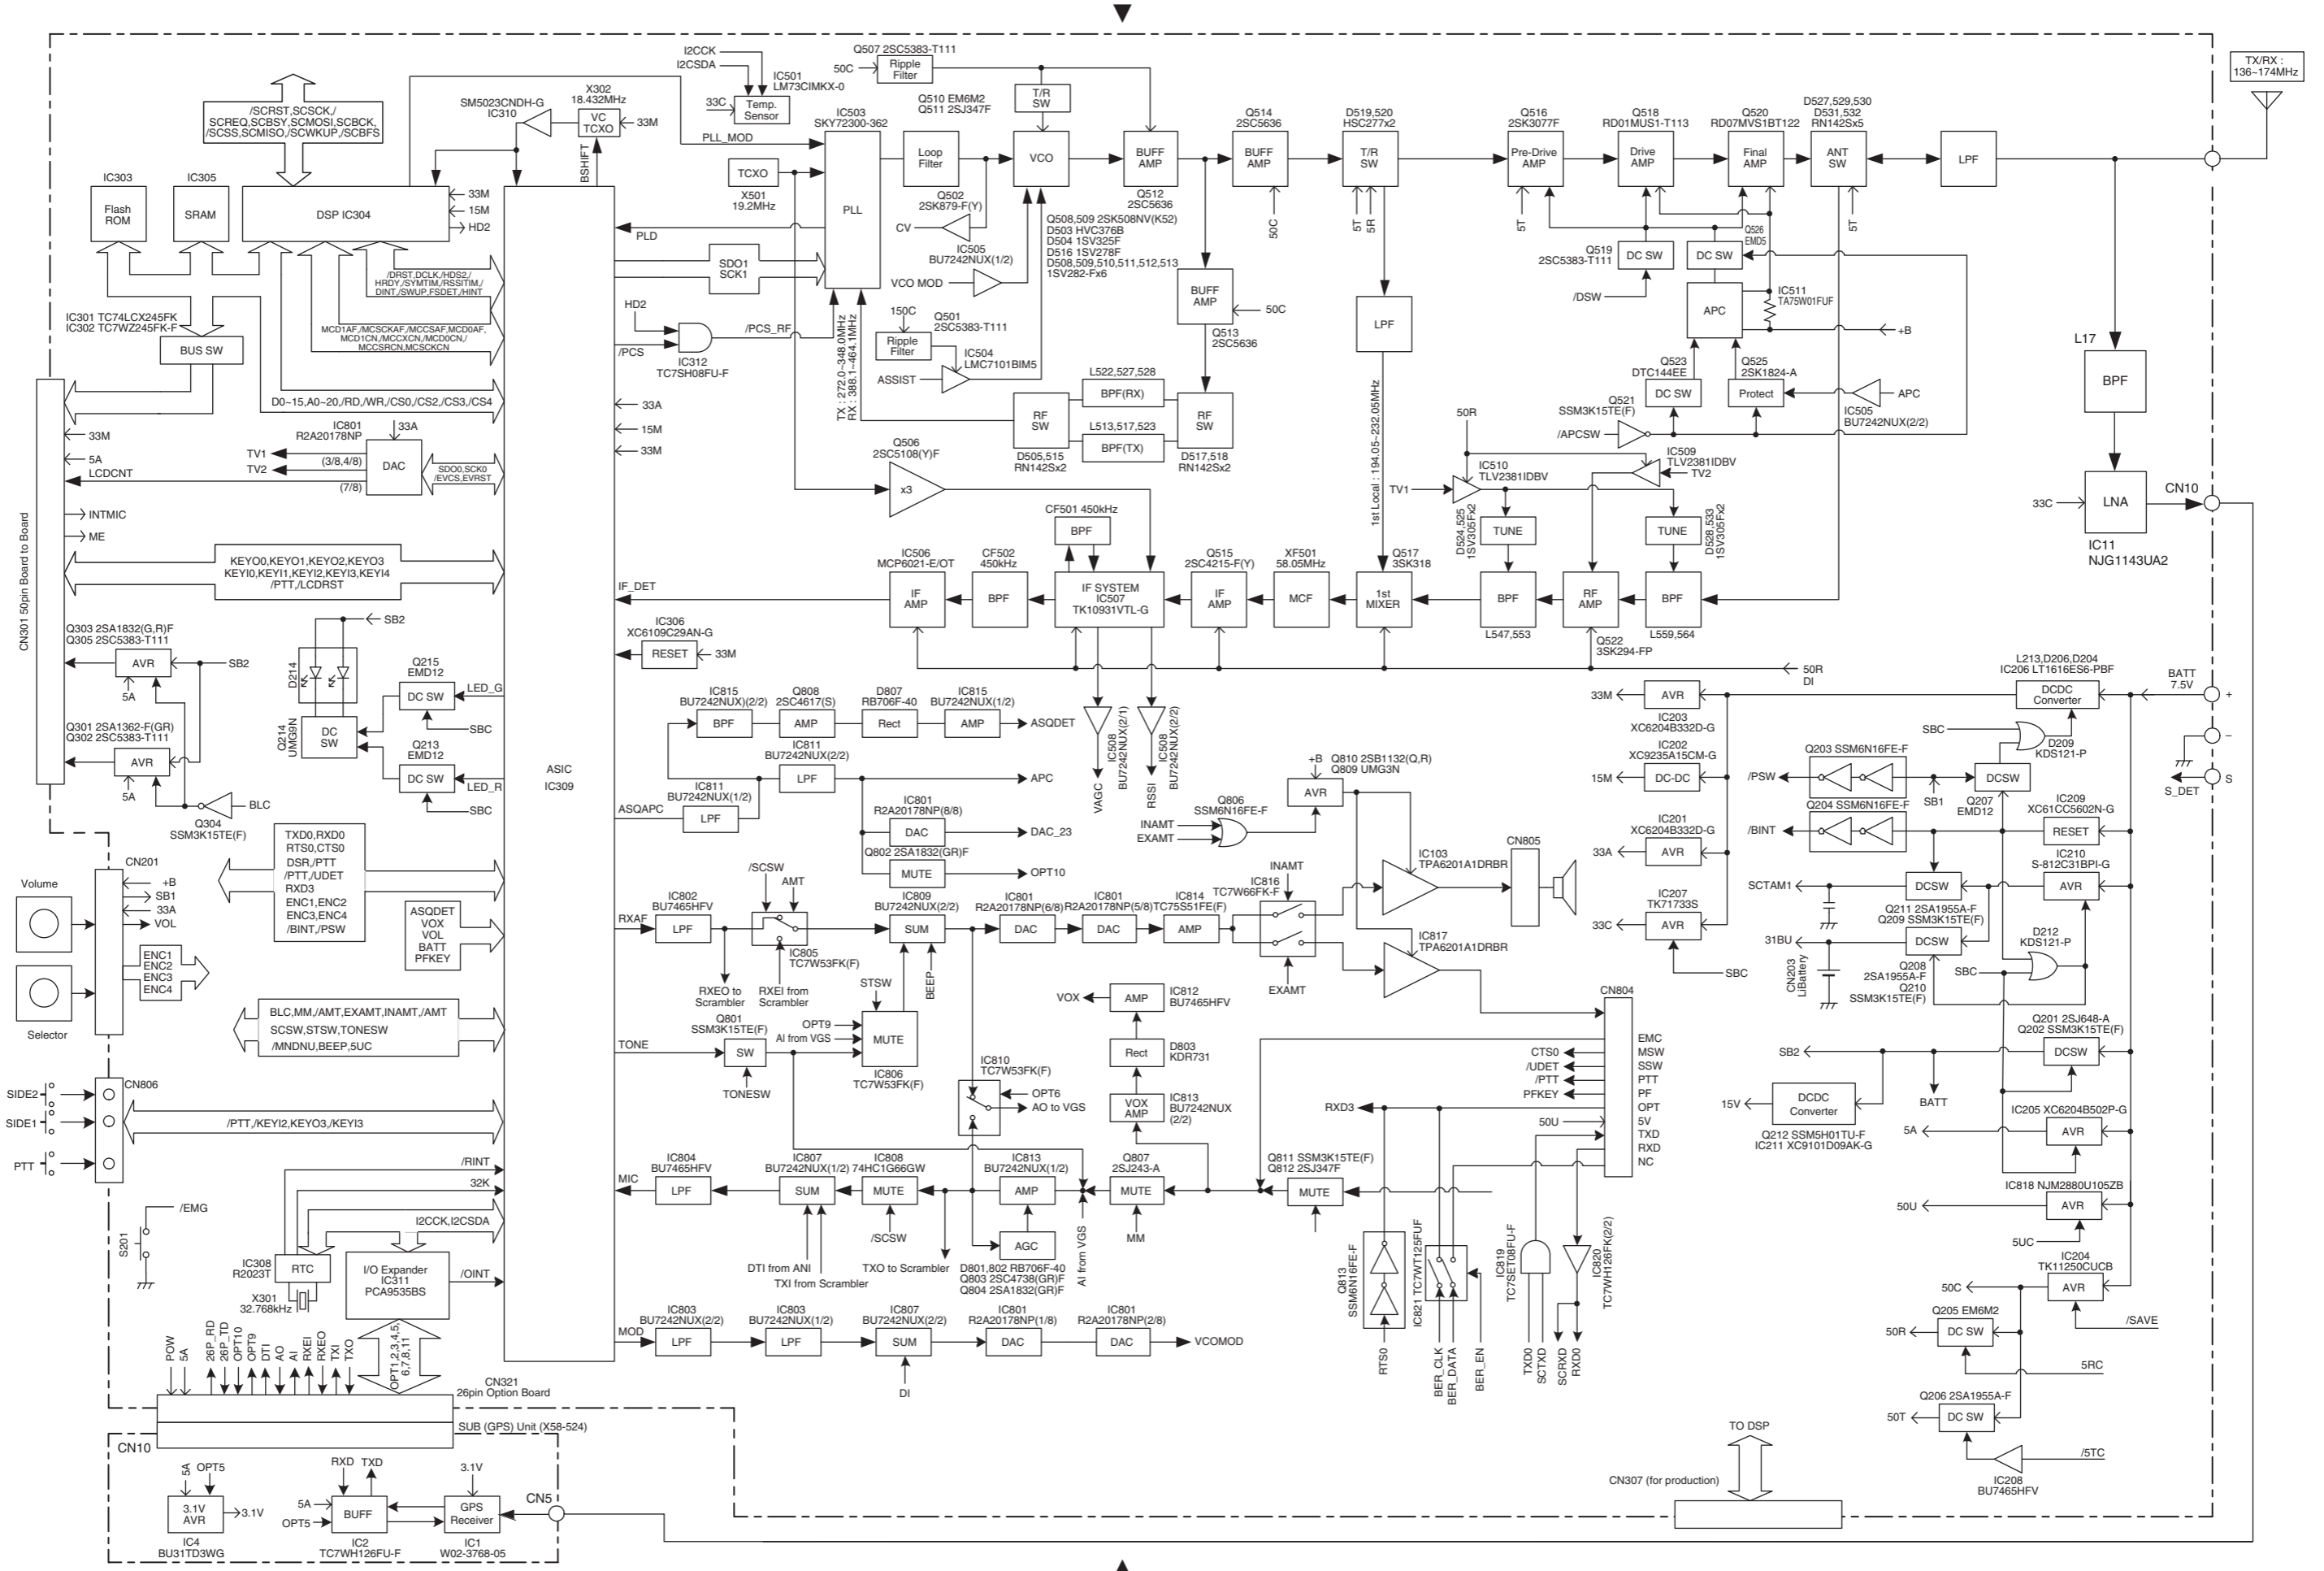 TX/RX :
136~174MHz
I2CCK
I2CSDA
IC501
LM73CIMKX-0
Temp.
Sensor
33C
Q507 2SC5383-T111
50C
Ripple
Filter
T/R
SW
/SCRST,SCSCK,/
SCREQ,SCBSY,SCMOSI,SCBCK,
/SCSS,SCMISO,/SCWKUP,/SCBFS
SM5023CNDH-G
IC310
X302
18.432MHz
VC
TCXO
33M
BSHIFT
PLL_MOD
IC503
SKY72300-362
PLL
TCXO
X501
19.2MHz
Q510 EM6M2
Q511 2SJ347F
Loop
Filter
Q502
2SK879-F(Y)
CV
VCO
BUFF
AMP
Q512
2SC5636
Q514
2SC5636
BUFF
AMP
50C
D519,520
HSC277x2
T/R
SW
5T
5R
Q516
2SK3077F
Pre-Drive
AMP
5T
Q518
RD01MUS1-T113
Drive
AMP
Q520
RD07MVS1BT122
Final
AMP
D527,529,530
D531,532
RN142Sx5
ANT
SW
5T
LPF
IC303
Flash
ROM
IC305
SRAM
DSP IC304
33M
15M
HD2
PLD
SDO1
SCK1
IC505
BU7242NUX(1/2)
VCO MOD
Q508,509 2SK508NV(K52)
D503 HVC376B
D504 1SV325F
D516 1SV278F
D508,509,510,511,512,513
1SV282-Fx6
BUFF
AMP
50C
Q513
2SC5636
LPF
1st Local : 194.05~232.05MHz
Q519
2SC5383-T111
DC SW
/DSW
Q526
EMD5
DC SW
APC
IC511
TA75W01FUF
+B
/DRST,DCLK,/HDS2,/
HRDY,/SYMTIM,/RSSITIM,/
DINT,/SWUP,FSDET,/HINT
MCD1AF,/MCSCKAF,/MCCSAF,MCD0AF,
MCD1CN,/MCCXCN,/MCD0CN,/
MCCSRCN,MCSCKCN
IC301 TC74LCX245FK
IC302 TC7WZ245FK-F
BUS SW
HD2
/PCS
/PCS_RF
IC312
TC7SH08FU-F
TX : 272.0~348.0MHz
RX : 388.1~464.1MHz
150C
Ripple
Filter
Q501
2SC5383-T111
IC504
LMC7101BIM5
ASSIST
L522,527,528
BPF(RX)
RF
SW
D505,515
RN142Sx2
L513,517,523
BPF(TX)
RF
SW
D517,518
RN142Sx2
Q523
DTC144EE
DC SW
Q525
2SK1824-A
Protect
APC
IC505
BU7242NUX(2/2)
Q521
SSM3K15TE(F)
/APCSW
L17
BPF
33C
LNA
CN10
IC11
NJG1143UA2
D0~15,A0~20,/RD,/WR,/CS0,/CS2,/CS3,/CS4
33A
15M
33M
33M
5A
LCDCNT
IC801
R2A20178NP
33A
TV1
TV2
(3/8,4/8)
(7/8)
DAC
SDO0,SCK0
/EVCS,EVRST
INTMIC
ME
CN301 50pin Board to Board
KEYO0,KEYO1,KEYO2,KEYO3
KEYI0,KEYI1,KEYI2,KEYI3,KEYI4
/PTT,/LCDRST
Q506
2SC5108(Y)F
x3
CF501 450kHz
BPF
50R
TV1
IC510
TLV2381IDBV
IC509
TLV2381IDBV
TV2
D524,525
1SV305Fx2
TUNE
TUNE
D528,533
1SV305Fx2
IF_DET
IC506
MCP6021-E/OT
IF
AMP
CF502
450kHz
BPF
IF SYSTEM
IC507
TK10931VTL-G
Q515
2SC4215-F(Y)
IF
AMP
XF501
58.05MHz
MCF
Q517
3SK318
1st
MIXER
BPF
L547,553
RF
AMP
Q522
3SK294-FP
BPF
L559,564
50R
DI
IC306
XC6109C29AN-G
RESET
33M
Q303 2SA1832(G,R)F
Q305 2SC5383-T111
AVR
SB2
5A
Q301 2SA1362-F(GR)
Q302 2SC5383-T111
AVR
5A
BLC
Q304
SSM3K15TE(F)
SB2
D214
Q215
EMD12
DC SW
LED_G
SBC
Q214
UMG9N
DC
SW
Q213
EMD12
DC SW
LED_R
SBC
ASIC
IC309
IC815
BU7242NUX)(2/2)
BPF
Q808
2SC4617(S)
AMP
D807
RB706F-40
Rect
IC815
BU7242NUX(1/2)
AMP
ASQDET
IC811
BU7242NUX(2/2)
LPF
APC
IC811
BU7242NUX(1/2)
LPF
ASQAPC
IC801
R2A20178NP(8/8)
DAC
DAC_23
Q802 2SA1832(GR)F
MUTE
OPT10
VAGC
IC508
BU7242NUX(2/1)
RSSI
IC508
BU7242NUX(2/2)
+B
Q810 2SB1132(Q,R)
Q809 UMG3N
AVR
Q806
SSM6N16FE-F
INAMT
EXAMT
IC103
TPA6201A1DRBR
CN805
33M
AVR
IC203
XC6204B332D-G
IC202
XC9235A15CM-G
15M
DC-DC
IC201
XC6204B332D-G
33A
AVR
IC207
TK71733S
33C
AVR
SBC
L213,D206,D204
IC206 LT1616ES6-PBF
DCDC
Converter
BATT
7.5V
+
–
S
S_DET
SBC
D209
KDS121-P
Q203 SSM6N16FE-F
/PSW
SB1
DCSW
Q207
EMD12
Q204 SSM6N16FE-F
/BINT
IC209
XC61CC5602N-G
RESET
IC210
S-812C31BPI-G
AVR
SCTAM1
DCSW
Q211 2SA1955A-F
Q209 SSM3K15TE(F)
31BU
DCSW
D212
KDS121-P
SBC
CN203
LiBattery
Q208
2SA1955A-F
Q210
SSM3K15TE(F)
Q201 2SJ648-A
Q202 SSM3K15TE(F)
SB2
DCSW
15V
DCDC
Converter
BATT
Q212 SSM5H01TU-F
IC211 XC9101D09AK-G
IC205 XC6204B502P-G
5A
AVR
IC818 NJM2880U105ZB
50U
AVR
5UC
IC204
TK11250CUCB
50C
AVR
/SAVE
Q205 EM6M2
50R
DC SW
5RC
Q206 2SA1955A-F
50T
DC SW
/5TC
IC208
BU7465HFV
Volume
Selector
CN201
+B
SB1
33A
VOL
ENC1
ENC2
ENC3
ENC4
TXD0,RXD0
RTS0,CTS0
DSR,/PTT
/PTT,/UDET
RXD3
ENC1,ENC2
ENC3,ENC4
/BINT,/PSW
ASQDET
VOX
VOL
BATT
PFKEY
BLC,MM,/AMT,EXAMT,INAMT,/AMT
SCSW,STSW,TONESW
/MNDNU,BEEP,5UC
RXAF
IC802
BU7465HFV
LPF
/SCSW
AMT
IC805
TC7W53FK(F)
RXEO to
Scrambler
RXEI from
Scrambler
IC809
BU7242NUX(2/2)
SUM
BEEP
STSW
IC801
R2A20178NP(6/8)
DAC
IC801
R2A20178NP(5/8)
DAC
IC814
TC75S51FE(F)
AMP
INAMT
IC816
TC7W66FK-F
EXAMT
IC817
TPA6201A1DRBR
TONE
Q801
SSM3K15TE(F)
SW
TONESW
OPT9
AI from VGS
MUTE
IC806
TC7W53FK(F)
IC810
TC7W53FK(F)
OPT6
AO to VGS
VOX
AMP
IC812
BU7465HFV
Rect
D803
KDR731
VOX
AMP
IC813
BU7242NUX
(2/2)
CN804
EMC
CTS0
MSW
/UDET
SSW
/PTT
PTT
PFKEY
PF
RXD3
OPT
50U
5V
TXD
RXD
NC
SIDE2
SIDE1
PTT
CN806
/PTT,/KEYI2,KEYO3,/KEYI3
/RINT
32K
I2CCK,I2CSDA
/EMG
S201
IC308
R2023T
RTC
X301
32.768kHz
I/O Expander
IC311
PCA9535BS
/OINT
MIC
IC804
BU7465HFV
LPF
IC807
BU7242NUX(1/2)
SUM
DTI from ANI
TXI from Scrambler
IC808
74HC1G66GW
MUTE
/SCSW
TXO to Scrambler
IC813
BU7242NUX(1/2)
AMP
AGC
D801,802 RB706F-40
Q803 2SC4738(GR)F
Q804 2SA1832(GR)F
AI from VGS
Q807
2SJ243-A
MUTE
MM
Q811 SSM3K15TE(F)
Q812 2SJ347F
MUTE
Q813
SSM6N16FE-F
RTS0
IC821 TC7WT125FUF
BER_CLK
BER_DATA
BER_EN
IC819
TC7SET08FU-F
TXD0
SCTXD
IC820
TC7WH126FK(2/2)
SCRXD
RXD0
MOD
IC803
BU7242NUX(2/2)
LPF
IC803
BU7242NUX(1/2)
LPF
IC807
BU7242NUX(2/2)
SUM
DI
IC801
R2A20178NP(1/8)
DAC
IC801
R2A20178NP(2/8)
DAC
VCOMOD
POW
5A
26P_RD
26P_TD
OPT10
OPT9
DTI
AO
AI
RXEI
RXEO
TXI
TXO
OPT1,2,3,4,5,
6,7,8,11
CN321
26pin Option Board
SUB (GPS) Unit (X58-524)
CN10
5A
OPT5
3.1V
AVR
3.1V
IC4
BU31TD3WG
RXD
TXD
5A
OPT5
BUFF
IC2
TC7WH126FU-F
3.1V
GPS
Receiver
IC1
W02-3768-05
CN5
TO DSP
CN307 (for production)